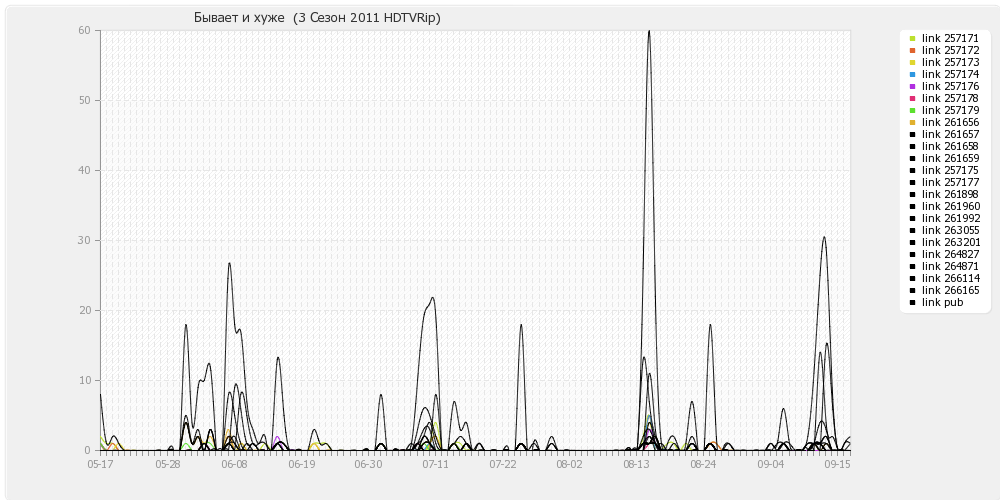 Бывает и хуже (3 Сезон 2011 HDTVRip)
60
50
40
30
20
10
0
05-17 05-28 06-08 06-19 06-30 07-11 07-22 08-02 08-13 08-24 09-04 09-15
link 257171
link 257172
link 257173
link 257174
link 257176
link 257178
link 257179
link 261656
link 261657
link 261658
link 261659
link 257175
link 257177
link 261898
link 261960
link 261992
link 263055
link 263201
link 264827
link 264871
link 266114
link 266165
link pub